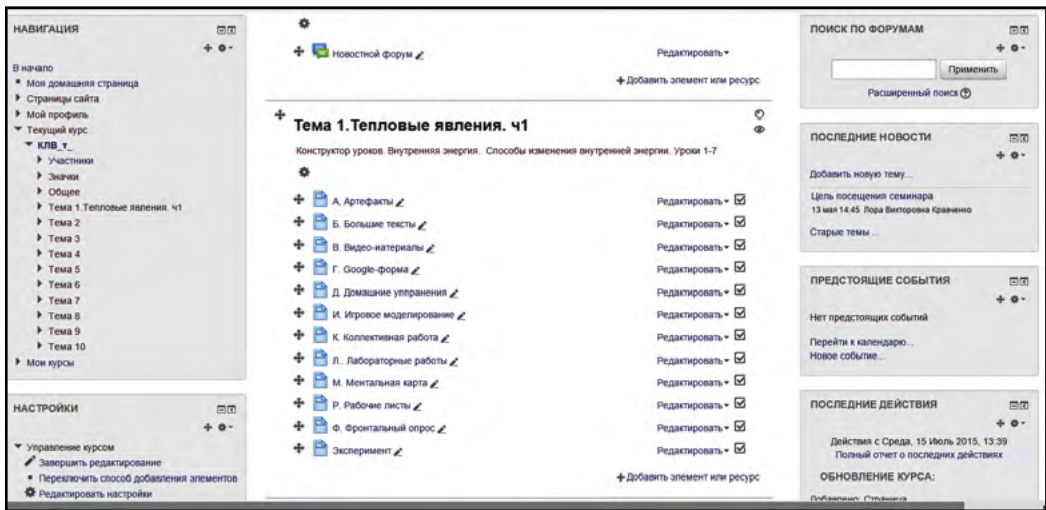 НАВИГАЦИЯ
В начало
Моя домашняя страница
Страницы сайта
Мой профиль
Текущий курс
КЛВ_т_
Участники
Значки
Общее
Тема 1.Тепловые явления. ч1
Тема 2
Тема 3
Тема 4
Тема 5
Тема 6
Тема 7
Тема 8
Тема 9
Тема 10
Мои курсы
НАСТРОЙКИ
Управление курсом
Завершить редактирование
Переключить способ добавления элементов
Редактировать настройки
Новостной форум Редактировать
Добавить элемент или ресурс
Тема 1.Тепловые явления. ч1
Конструктор уроков. Внутренняя энергия. Способы изменения внутренней энергии. Уроки 1-7
А. Артефакты Редактировать
Б. Большие тексты Редактировать
В. Видео-материалы Редактировать
Г. Google-форма Редактировать
Д. Домашние уппранения Редактировать
И. Игровое моделирование Редактировать
К. Коллективная работа Редактировать
Л.. Лабораторные работы Редактировать
М. Ментальная карта Редактировать
Р. Рабочие листы Редактировать
Ф. Фронтальный опрос Редактировать
Эксперимент Редактировать
Добавить элемент или ресурс
ПОИСК ПО ФОРУМАМ
Применить
Расширенный поиск
ПОСЛЕДНИЕ НОВОСТИ
Добавить новую тему...
Цель посещения семинара
13 мая 14:45 Лора Викторовна Кравченко
Старые темы ...
ПРЕДСТОЯЩИЕ СОБЫТИЯ
Нет предстоящих событий
Перейти к календарю...
Новое событие...
ПОСЛЕДНИЕ ДЕЙСТВИЯ
Действия с Среда, 15 Июль 2015, 13:39
Полный отчет о последних действиях
ОБНОВЛЕНИЕ КУРСА:
Добавлено: Страница